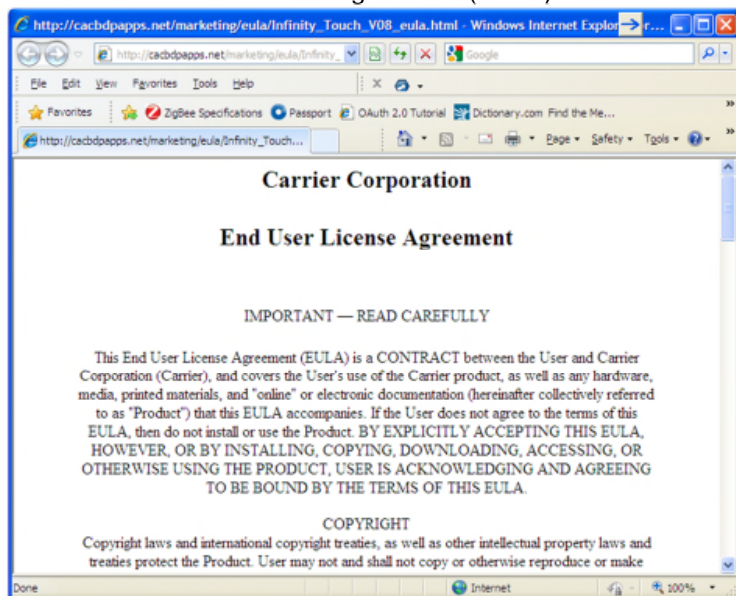 http://cacbdpapps.net/marketing/eula/Infinity_Touch_V08_eula.html - Windows Internet Explor r...
http://cacbdpapps.net/marketing/eula/Infinity_ Google
File Edit View Favorites Tools Help
Favorites ZigBee Specifications Passport OAuth 2.0 Tutorial Dictionary.com Find the Me...
http://cacbdpapps.net/marketing/eula/Infinity_Touch... Page Safety Tools
Carrier Corporation
End User License Agreement
IMPORTANT — READ CAREFULLY
This End User License Agreement (EULA) is a CONTRACT between the User and Carrier
Corporation (Carrier), and covers the User's use of the Carrier product, as well as any hardware,
media, printed materials, and "online" or electronic documentation (hereinafter collectively referred
to as "Product") that this EULA accompanies. If the User does not agree to the terms of this
EULA, then do not install or use the Product. BY EXPLICITLY ACCEPTING THIS EULA,
HOWEVER, OR BY INSTALLING, COPYING, DOWNLOADING, ACCESSING, OR
OTHERWISE USING THE PRODUCT, USER IS ACKNOWLEDGING AND AGREEING
TO BE BOUND BY THE TERMS OF THIS EULA.
COPYRIGHT
Copyright laws and international copyright treaties, as well as other intellectual property laws and
treaties protect the Product. User may not and shall not copy or otherwise reproduce or make
Done Internet 100%